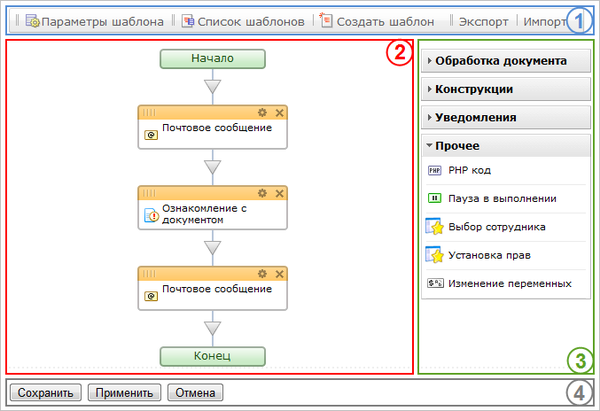 Параметры шаблона Список шаблонов Создать шаблон Экспорт Импорт 1
2
Начало
Почтовое сообщение
Ознакомление с
документом
Почтовое сообщение
Конец
Обработка документа
Конструкции
Уведомления
Прочее
PHP PHP код
Пауза в выполнении
Выбор сотрудника
Установка прав
Изменение переменных
3
Сохранить Применить Отмена 4